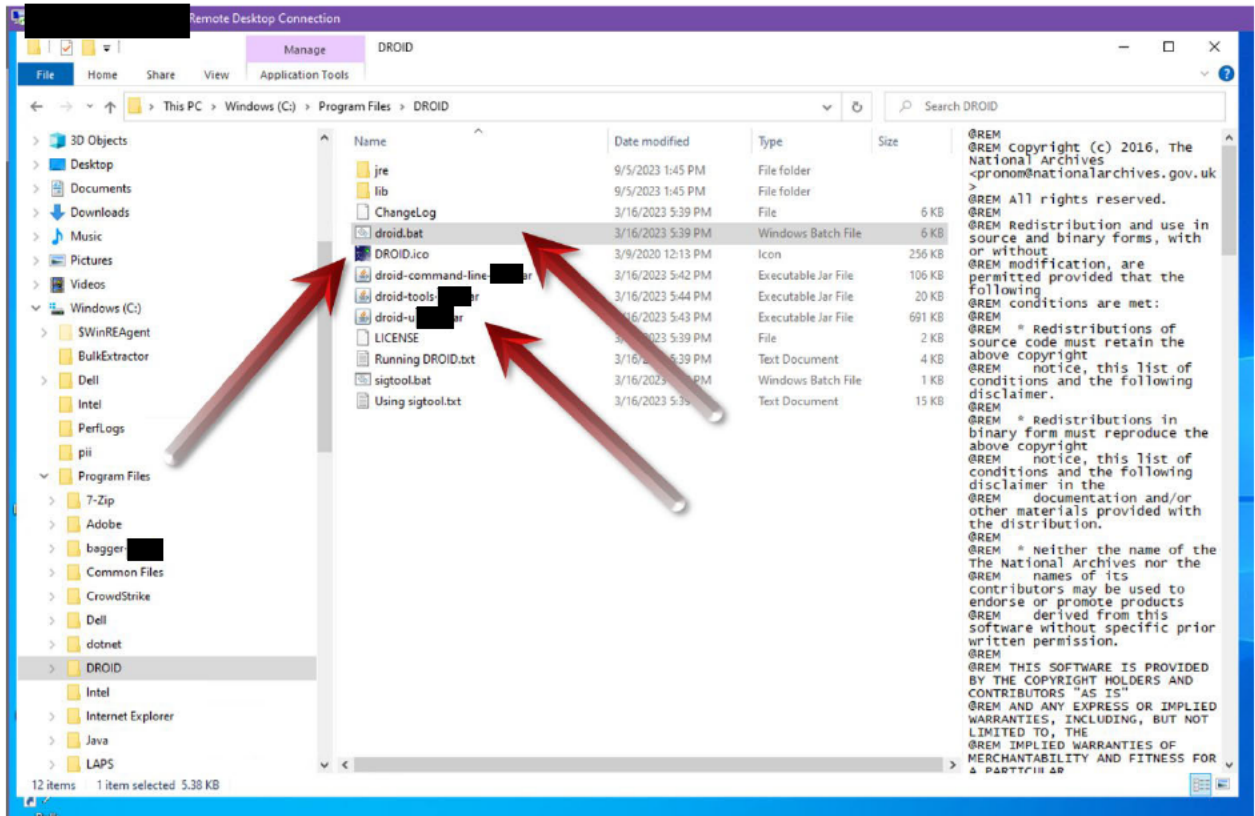 Remote Desktop Connection
Manage DROID
File Home Share View Application Tools
This PC > Windows (C:) > Program Files > DROID
Search DROID
3D Objects
Desktop
Documents
Downloads
Music
Pictures
Videos
Windows (C:)
$WinREAgent
BulkExtractor
Dell
Intel
PerfLogs
pii
Program Files
7-Zip
Adobe
bagger-
Common Files
CrowdStrike
Dell
dotnet
DROID
Intel
Internet Explorer
Java
LAPS
Name Date modified Type Size
jre 9/5/2023 1:45 PM File folder
lib 9/5/2023 1:45 PM File folder
ChangeLog 3/16/2023 5:39 PM File 6 KB
droid.bat 3/16/2023 5:39 PM Windows Batch File 6 KB
DROID.ico 3/9/2020 12:13 PM Icon 256 KB
droid-command-line- ar 3/16/2023 5:42 PM Executable Jar File 106 KB
droid-tools- ar 3/16/2023 5:44 PM Executable Jar File 20 KB
droid-u ar /16/2023 5:43 PM Executable Jar File 691 KB
LICENSE 2023 5:39 PM File 2 KB
Running DROID.txt 3/16/2 5:39 PM Text Document 4 KB
sigtool.bat 3/16/2023 PM Windows Batch File 1 KB
Using sigtool.txt 3/16/2023 Text Document 15 KB
@REM
@REM Copyright (c) 2016, The
National Archives
<pronom@nationalarchives.gov.uk
>
@REM All rights reserved.
@REM
@REM Redistribution and use in
source and binary forms, with
or without
@REM modification, are
permitted provided that the
following
@REM conditions are met:
@REM
@REM * Redistributions of
source code must retain the
above copyright
@REM notice, this list of
conditions and the following
disclaimer.
@REM
@REM * Redistributions in
binary form must reproduce the
above copyright
@REM notice, this list of
conditions and the following
disclaimer in the
@REM documentation and/or
other materials provided with
the distribution.
@REM
@REM * Neither the name of the
The National Archives nor the
@REM names of its
contributors may be used to
endorse or promote products
@REM derived from this
software without specific prior
written permission.
@REM
@REM THIS SOFTWARE IS PROVIDED
BY THE COPYRIGHT HOLDERS AND
CONTRIBUTORS "AS IS"
@REM AND ANY EXPRESS OR IMPLIED
WARRANTIES, INCLUDING, BUT NOT
LIMITED TO, THE
@REM IMPLIED WARRANTIES OF
MERCHANTABILITY AND FITNESS FOR
A PARTICULAR
12 items 1 item selected 5.38 KB